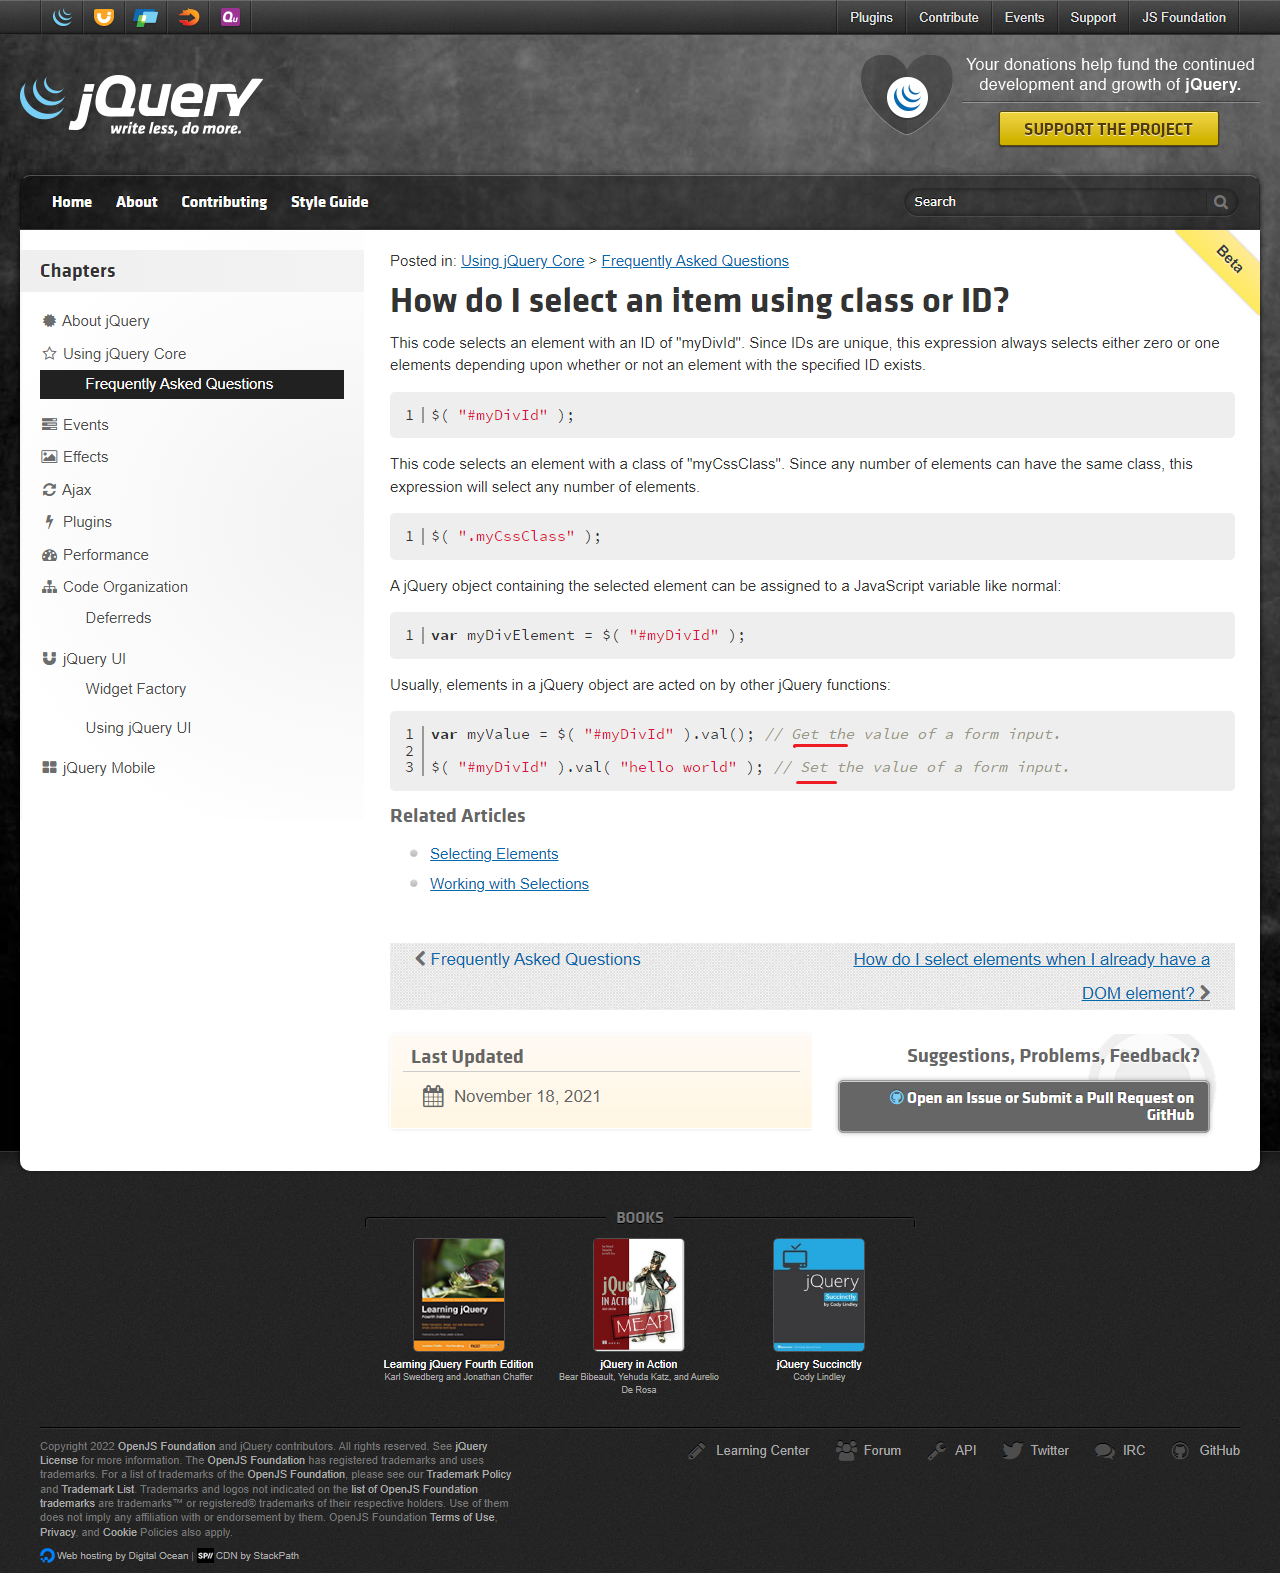 Plugins Contribute Events Support JS Foundation
jQuery
write less, do more.
Your donations help fund the continued
development and growth of jQuery.
SUPPORT THE PROJECT
Home About Contributing Style Guide
Search
Beta
Chapters
About jQuery
Using jQuery Core
Frequently Asked Questions
Events
Effects
Ajax
Plugins
Performance
Code Organization
Deferreds
jQuery UI
Widget Factory
Using jQuery UI
jQuery Mobile
Posted in: Using jQuery Core > Frequently Asked Questions
How do I select an item using class or ID?
This code selects an element with an ID of "myDivId". Since IDs are unique, this expression always selects either zero or one
elements depending upon whether or not an element with the specified ID exists.
1 $( "#myDivId" );
This code selects an element with a class of "myCssClass". Since any number of elements can have the same class, this
expression will select any number of elements.
1 $( ".myCssClass" );
A jQuery object containing the selected element can be assigned to a JavaScript variable like normal:
1 var myDivElement = $( "#myDivId" );
Usually, elements in a jQuery object are acted on by other jQuery functions:
1 var myValue = $( "#myDivId" ).val(); // Get the value of a form input.
2
3 $( "#myDivId" ).val( "hello world" ); // Set the value of a form input.
Related Articles
Selecting Elements
Working with Selections
Frequently Asked Questions
How do I select elements when I already have a
DOM element?
Last Updated
November 18, 2021
Suggestions, Problems, Feedback?
Open an Issue or Submit a Pull Request on
GitHub
BOOKS
Learning jQuery
Fourth Edition
jQuery
IN ACTION
MEAP
jQuery
Succinctly
by Cody Lindley
Learning jQuery Fourth Edition
Karl Swedberg and Jonathan Chaffer
jQuery in Action
Bear Bibeault, Yehuda Katz, and Aurelio
De Rosa
jQuery Succinctly
Cody Lindley
Copyright 2022 OpenJS Foundation and jQuery contributors. All rights reserved. See jQuery
License for more information. The OpenJS Foundation has registered trademarks and uses
trademarks. For a list of trademarks of the OpenJS Foundation, please see our Trademark Policy
and Trademark List. Trademarks and logos not indicated on the list of OpenJS Foundation
trademarks are trademarks™ or registered® trademarks of their respective holders. Use of them
does not imply any affiliation with or endorsement by them. OpenJS Foundation Terms of Use,
Privacy, and Cookie Policies also apply.
Web hosting by Digital Ocean | SP// CDN by StackPath
Learning Center Forum API Twitter IRC GitHub